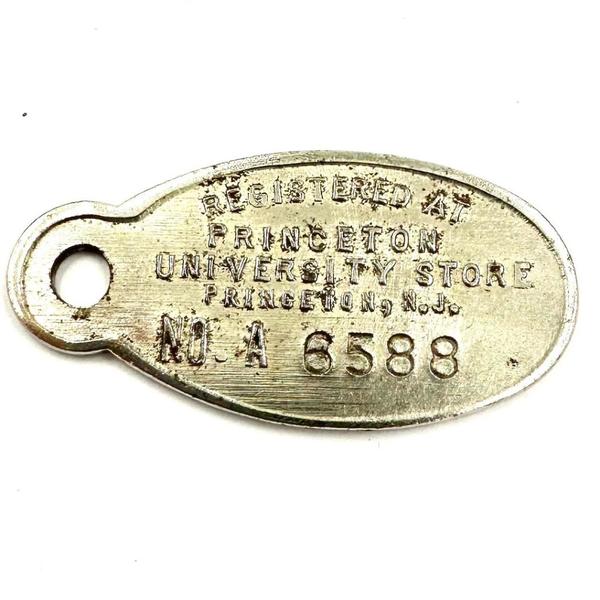 REGISTERED AT
PRINCETON
UNIVERSITY STORE
PRINCETON, N.J.
NO. A 6588